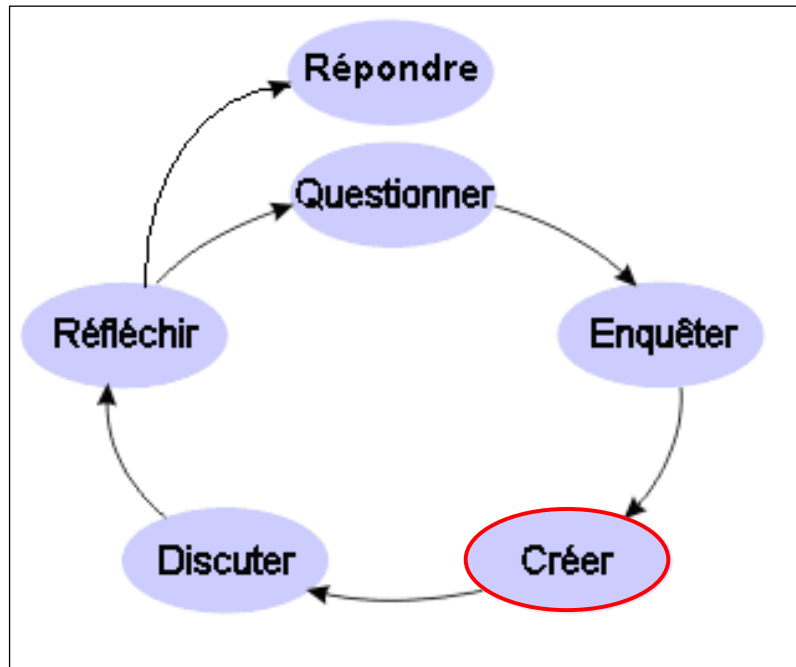 Répondre
Questionner
Réfléchir
Enquêter
Discuter
Créer